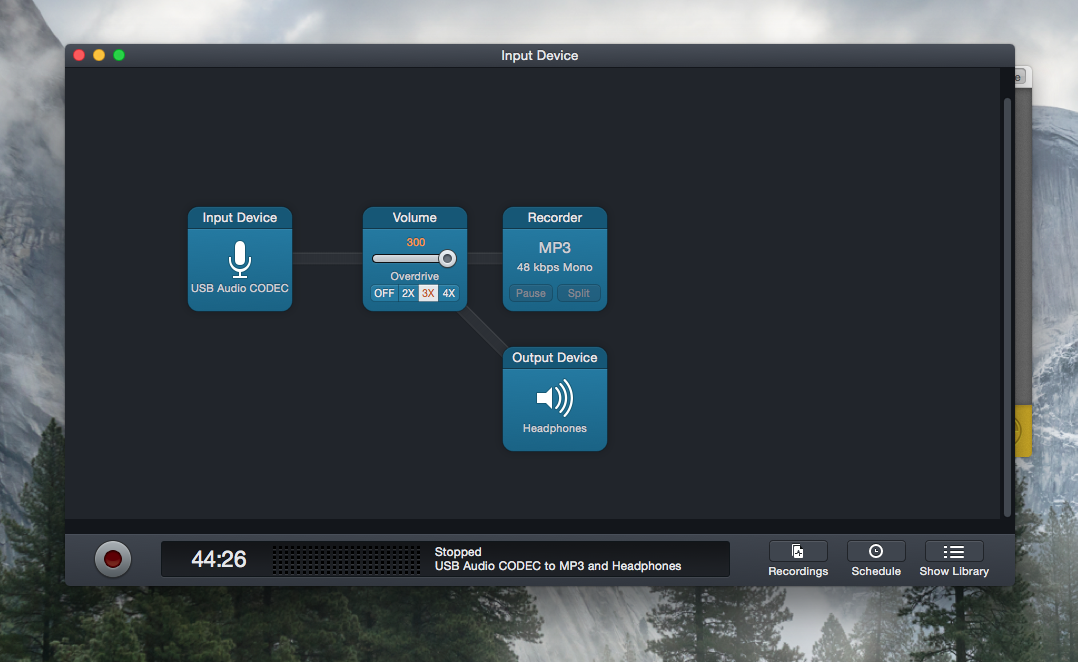 Input Device
Input Device
USB Audio CODEC
Volume
300
Overdrive
OFF 2X 3X 4X
Recorder
MP3
48 kbps Mono
Pause Split
Output Device
Headphones
44:26
Stopped
USB Audio CODEC to MP3 and Headphones
Recordings
Schedule
Show Library